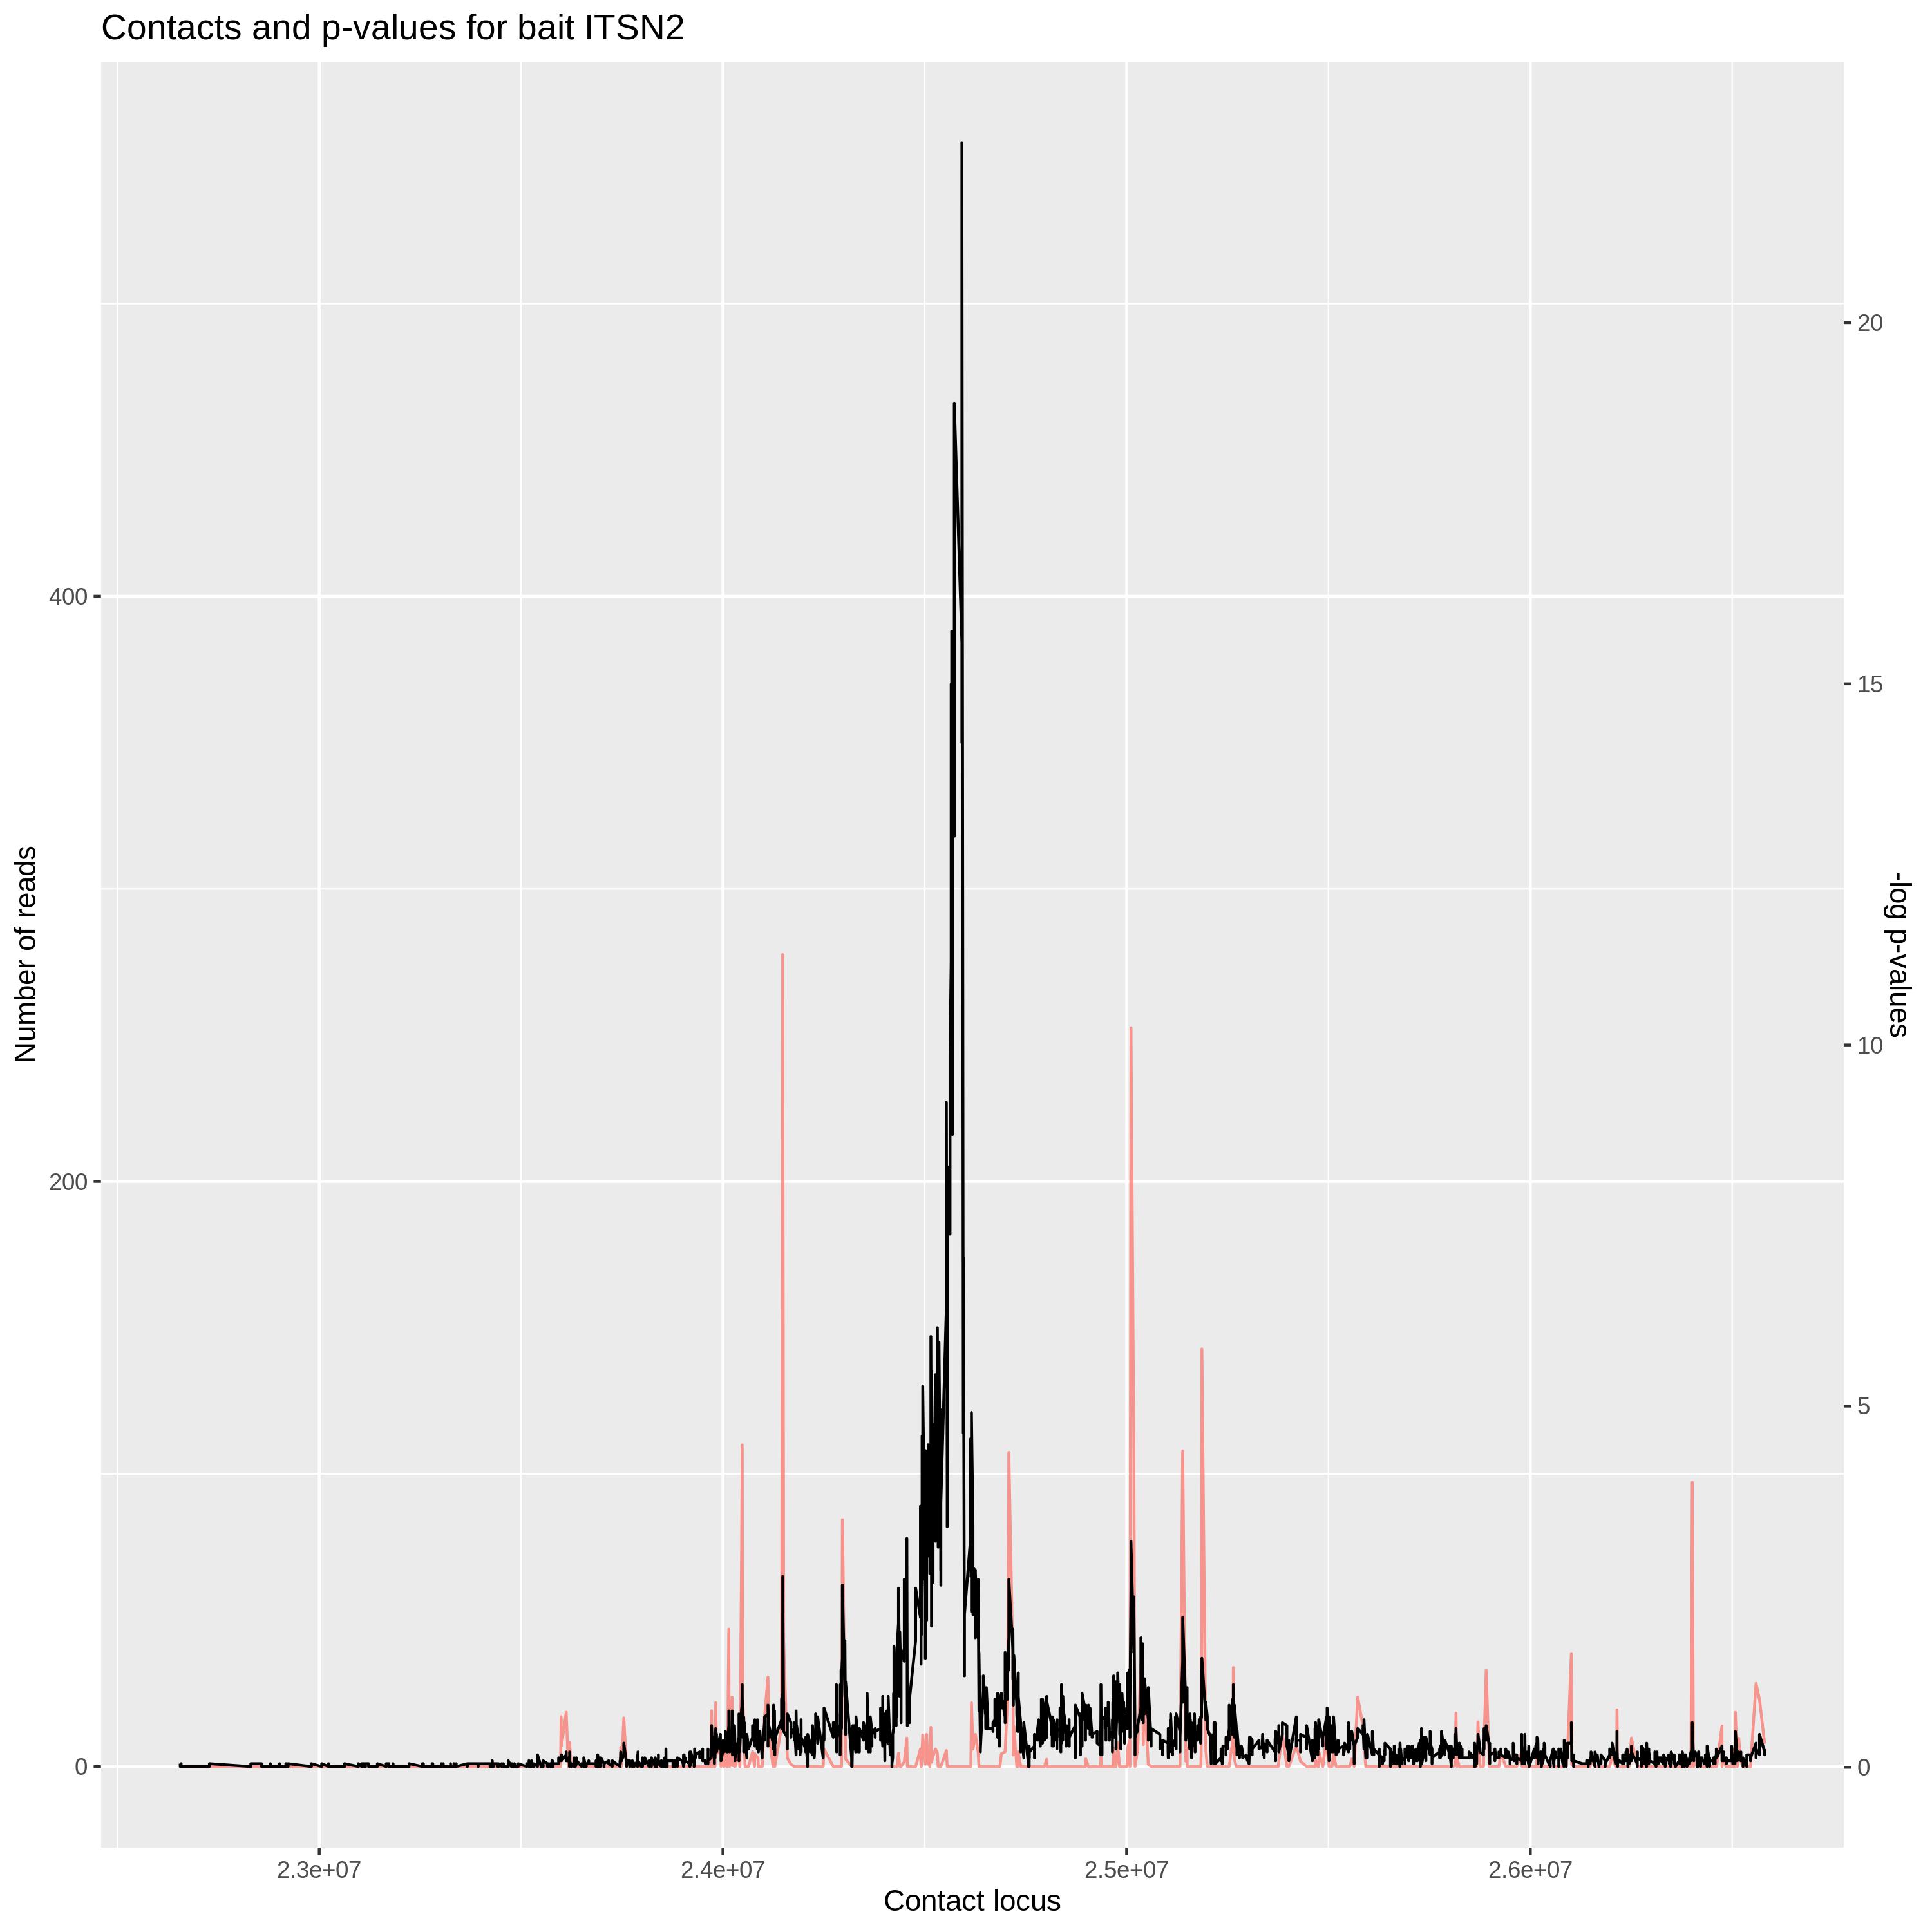 Contacts and p-values for bait ITSN2
Number of reads
400
200
0
20
15
10
5
0
-log p-values
2.3e+07
2.4e+07
2.5e+07
2.6e+07
Contact locus